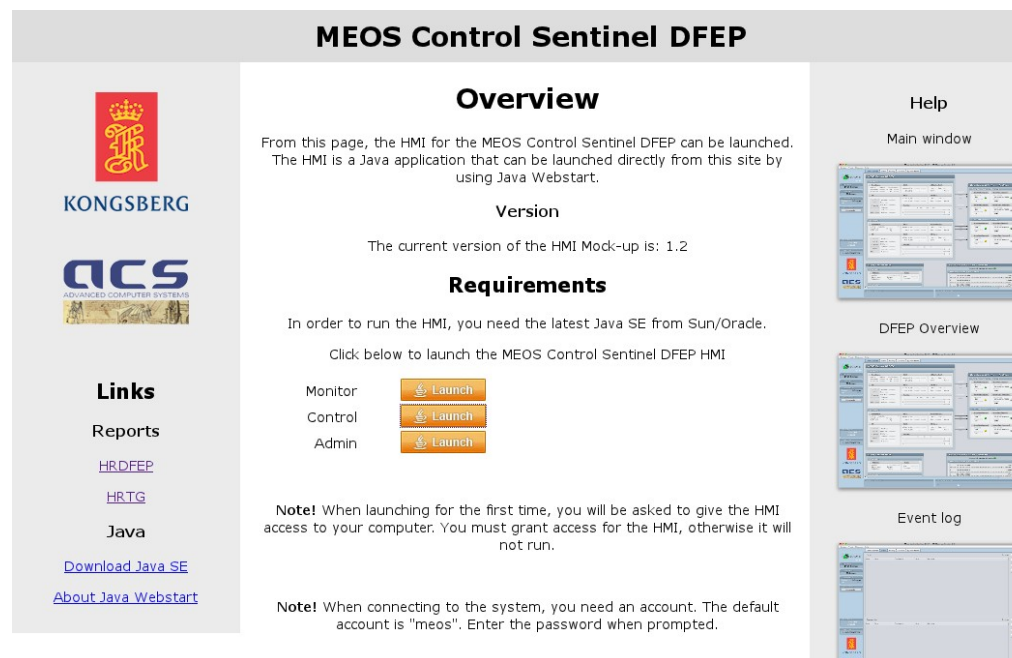 MEOS Control Sentinel DFEP
KONGSBERG
acs
ADVANCED COMPUTER SYSTEMS
Links
Reports
HRDFEP
HRTG
Java
Download Java SE
About Java Webstart
Overview
From this page, the HMI for the MEOS Control Sentinel DFEP can be launched.
The HMI is a Java application that can be launched directly from this site by
using Java Webstart.
Version
The current version of the HMI Mock-up is: 1.2
Requirements
In order to run the HMI, you need the latest Java SE from Sun/Oracle.
Click below to launch the MEOS Control Sentinel DFEP HMI
Monitor Launch
Control Launch
Admin Launch
Note! When launching for the first time, you will be asked to give the HMI
access to your computer. You must grant access for the HMI, otherwise it will
not run.
Note! When connecting to the system, you need an account. The default
account is "meos". Enter the password when prompted.
Help
Main window
DFEP Overview
Event log